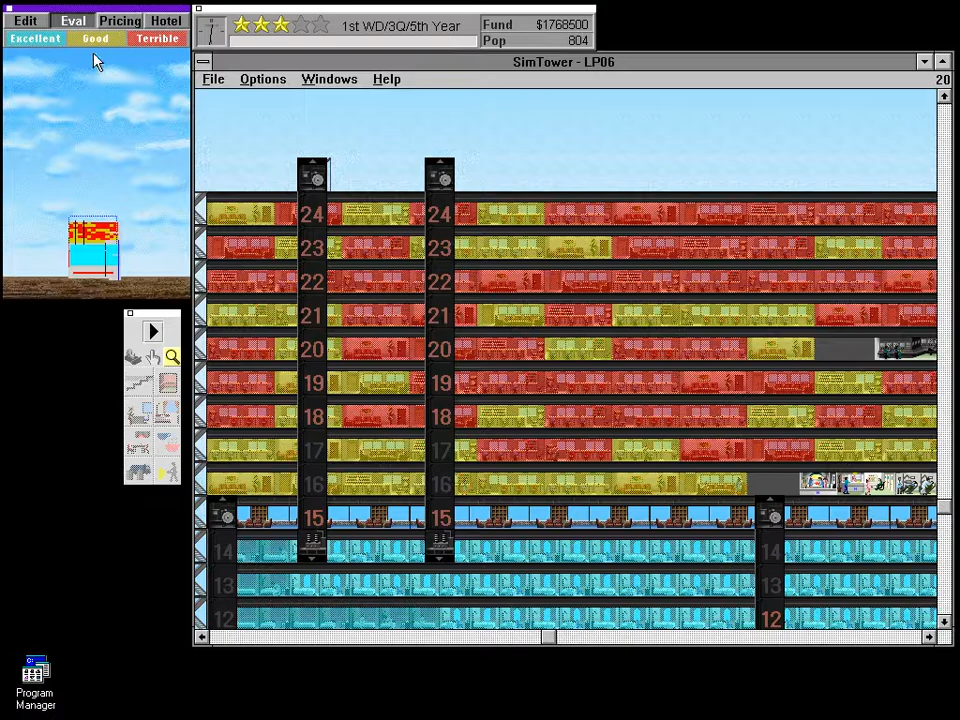 Edit Eval Pricing Hotel
Excellent Good Terrible
1st WD/3Q/5th Year
Fund $1768500
Pop 804
SimTower - LP06
File Options Windows Help
20
24 24
23 23
22 22
21 21
20 20
19 19
18 18
17 17
16 16
15 15
14 14
13 13
12 12
Program
Manager